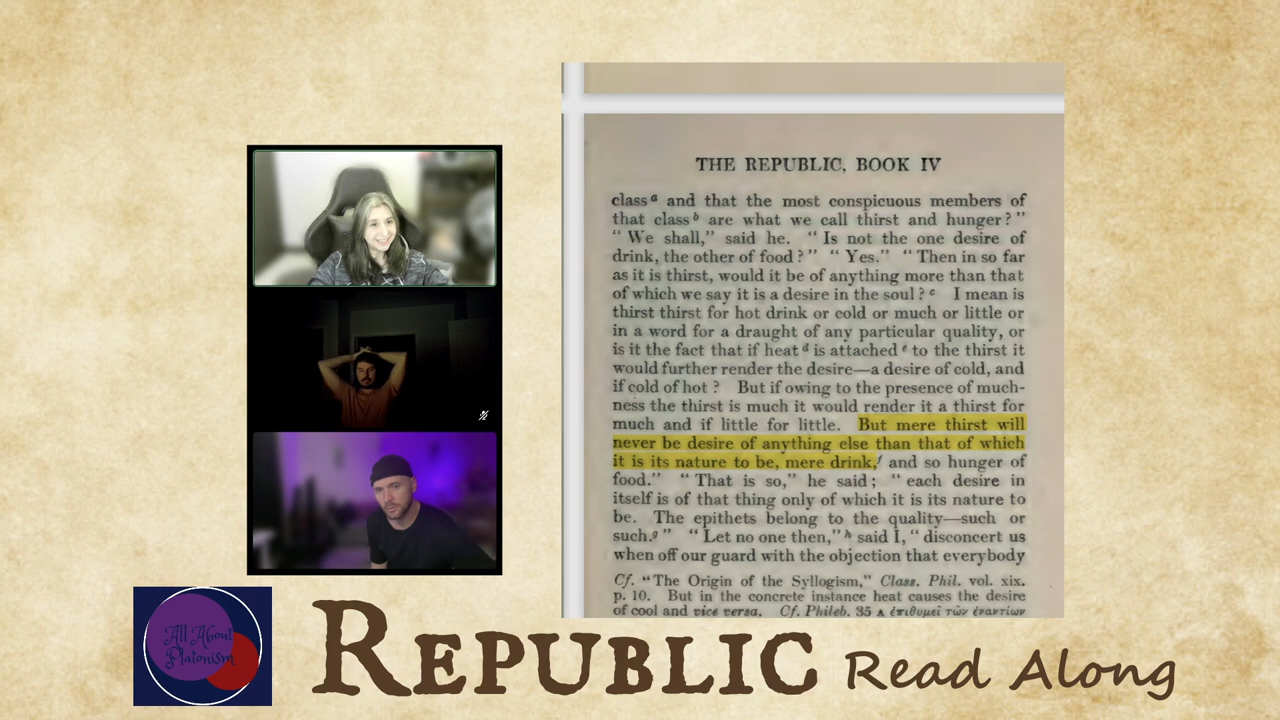 THE REPUBLIC, BOOK IV
class a and that the most conspicuous members of
that class b are what we call thirst and hunger ? ”
“ We shall,” said he. “ Is not the one desire of
drink, the other of food ? ” “ Yes.” “ Then in so far
as it is thirst, would it be of anything more than that
of which we say it is a desire in the soul ? c I mean is
thirst thirst for hot drink or cold or much or little or
in a word for a draught of any particular quality, or
is it the fact that if heat d is attached e to the thirst it
would further render the desire—a desire of cold, and
if cold of hot ? But if owing to the presence of much-
ness the thirst is much it would render it a thirst for
much and if little for little. But mere thirst will
never be desire of anything else than that of which
it is its nature to be, mere drink, f and so hunger of
food.” “ That is so,” he said ; “ each desire in
itself is of that thing only of which it is its nature to
be. The epithets belong to the quality—such or
such. g ” “ Let no one then,” h said I, “ disconcert us
when off our guard with the objection that everybody
Cf. “The Origin of the Syllogism,” Class. Phil. vol. xix.
p. 10. But in the concrete instance heat causes the desire
of cool and vice versa. Cf. Phileb. 35 A ἐπιθυμεῖ τῶν ἐναντίων
All About
Platonism
REPUBLIC Read Along